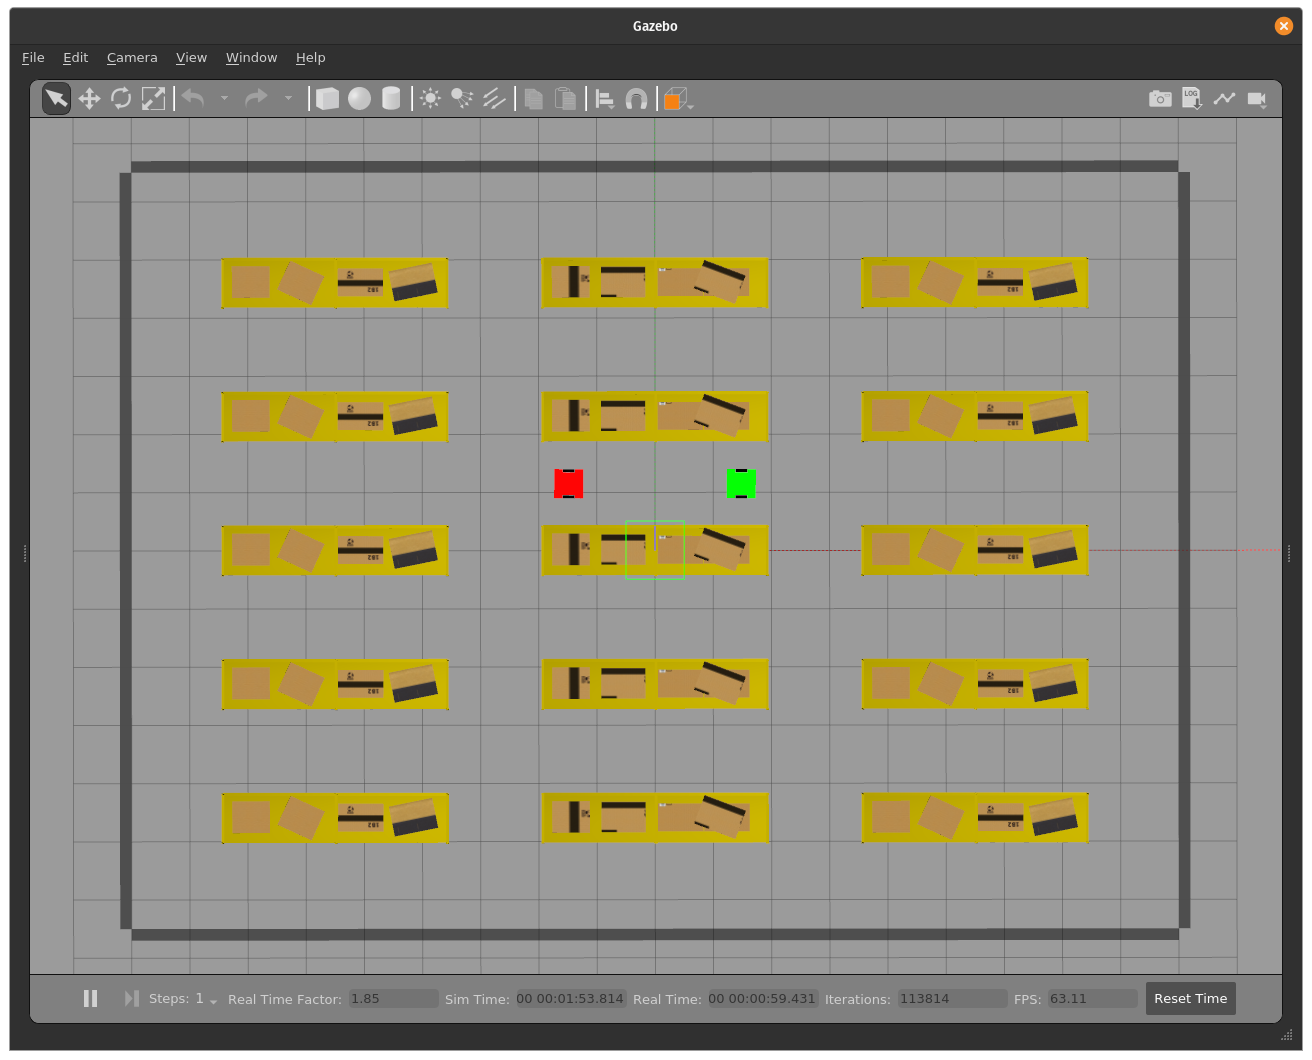 Gazebo
File Edit Camera View Window Help
LOG
Steps: 1 Real Time Factor: 1.85 Sim Time: 00 00:01:53.814 Real Time: 00 00:00:59.431 Iterations: 113814 FPS: 63.11 Reset Time